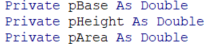 Private pBase As Double
Private pHeight As Double
Private pArea As Double